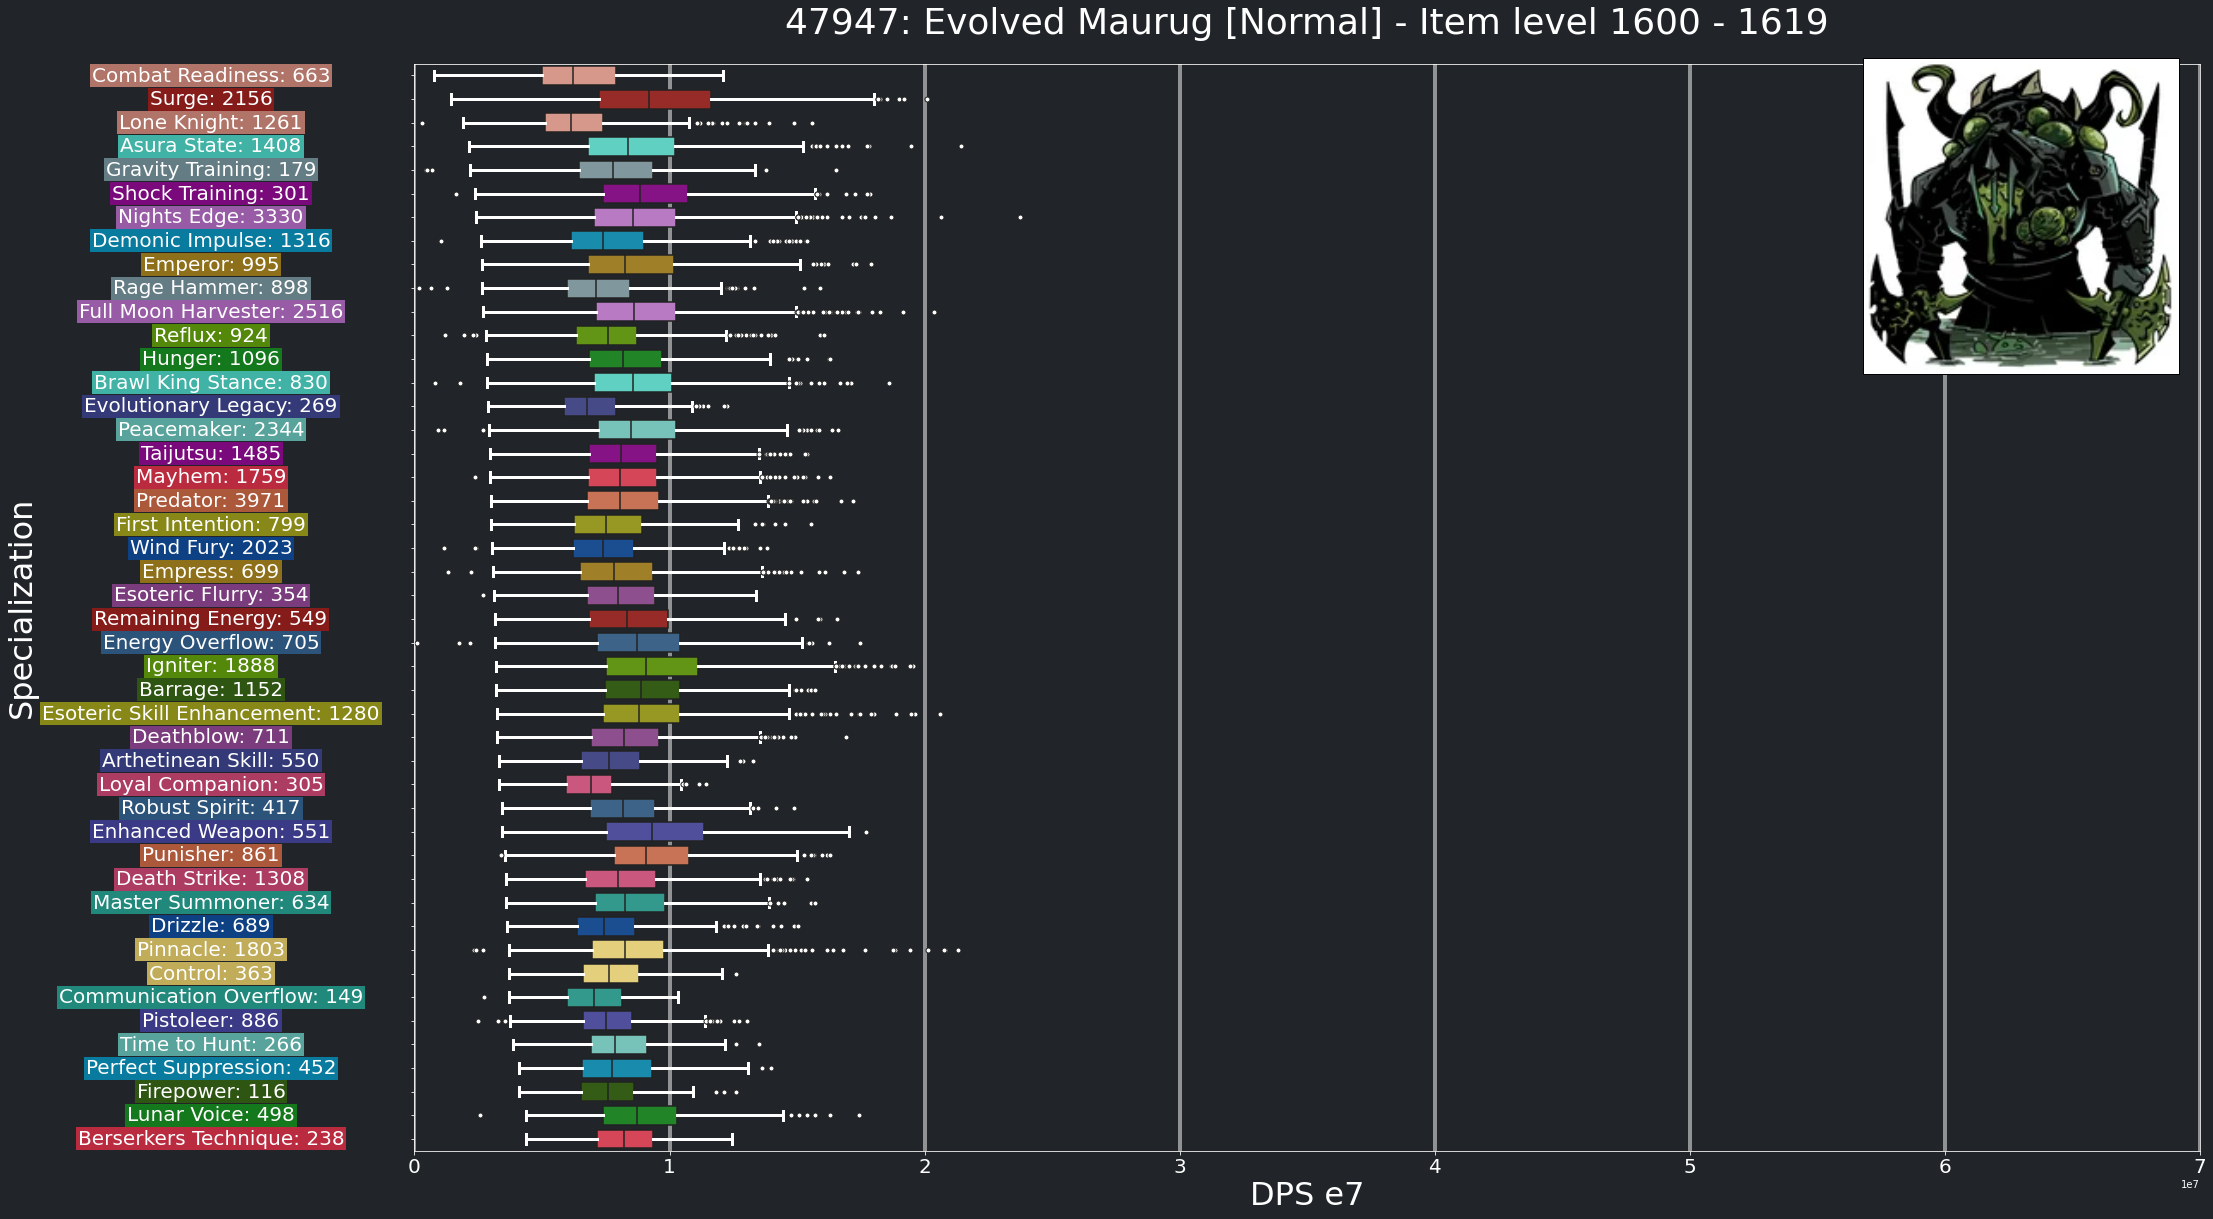 47947: Evolved Maurug [Normal] - Item level 1600 - 1619
Combat Readiness: 663
Surge: 2156
Lone Knight: 1261
Asura State: 1408
Gravity Training: 179
Shock Training: 301
Nights Edge: 3330
Demonic Impulse: 1316
Emperor: 995
Rage Hammer: 898
Full Moon Harvester: 2516
Reflux: 924
Hunger: 1096
Brawl King Stance: 830
Evolutionary Legacy: 269
Peacemaker: 2344
Taijutsu: 1485
Mayhem: 1759
Predator: 3971
First Intention: 799
Wind Fury: 2023
Empress: 699
Esoteric Flurry: 354
Remaining Energy: 549
Energy Overflow: 705
Igniter: 1888
Barrage: 1152
Esoteric Skill Enhancement: 1280
Deathblow: 711
Arthetinean Skill: 550
Loyal Companion: 305
Robust Spirit: 417
Enhanced Weapon: 551
Punisher: 861
Death Strike: 1308
Master Summoner: 634
Drizzle: 689
Pinnacle: 1803
Control: 363
Communication Overflow: 149
Pistoleer: 886
Time to Hunt: 266
Perfect Suppression: 452
Firepower: 116
Lunar Voice: 498
Berserkers Technique: 238
Specialization
0 1 2 3 4 5 6 7
1e7
DPS e7